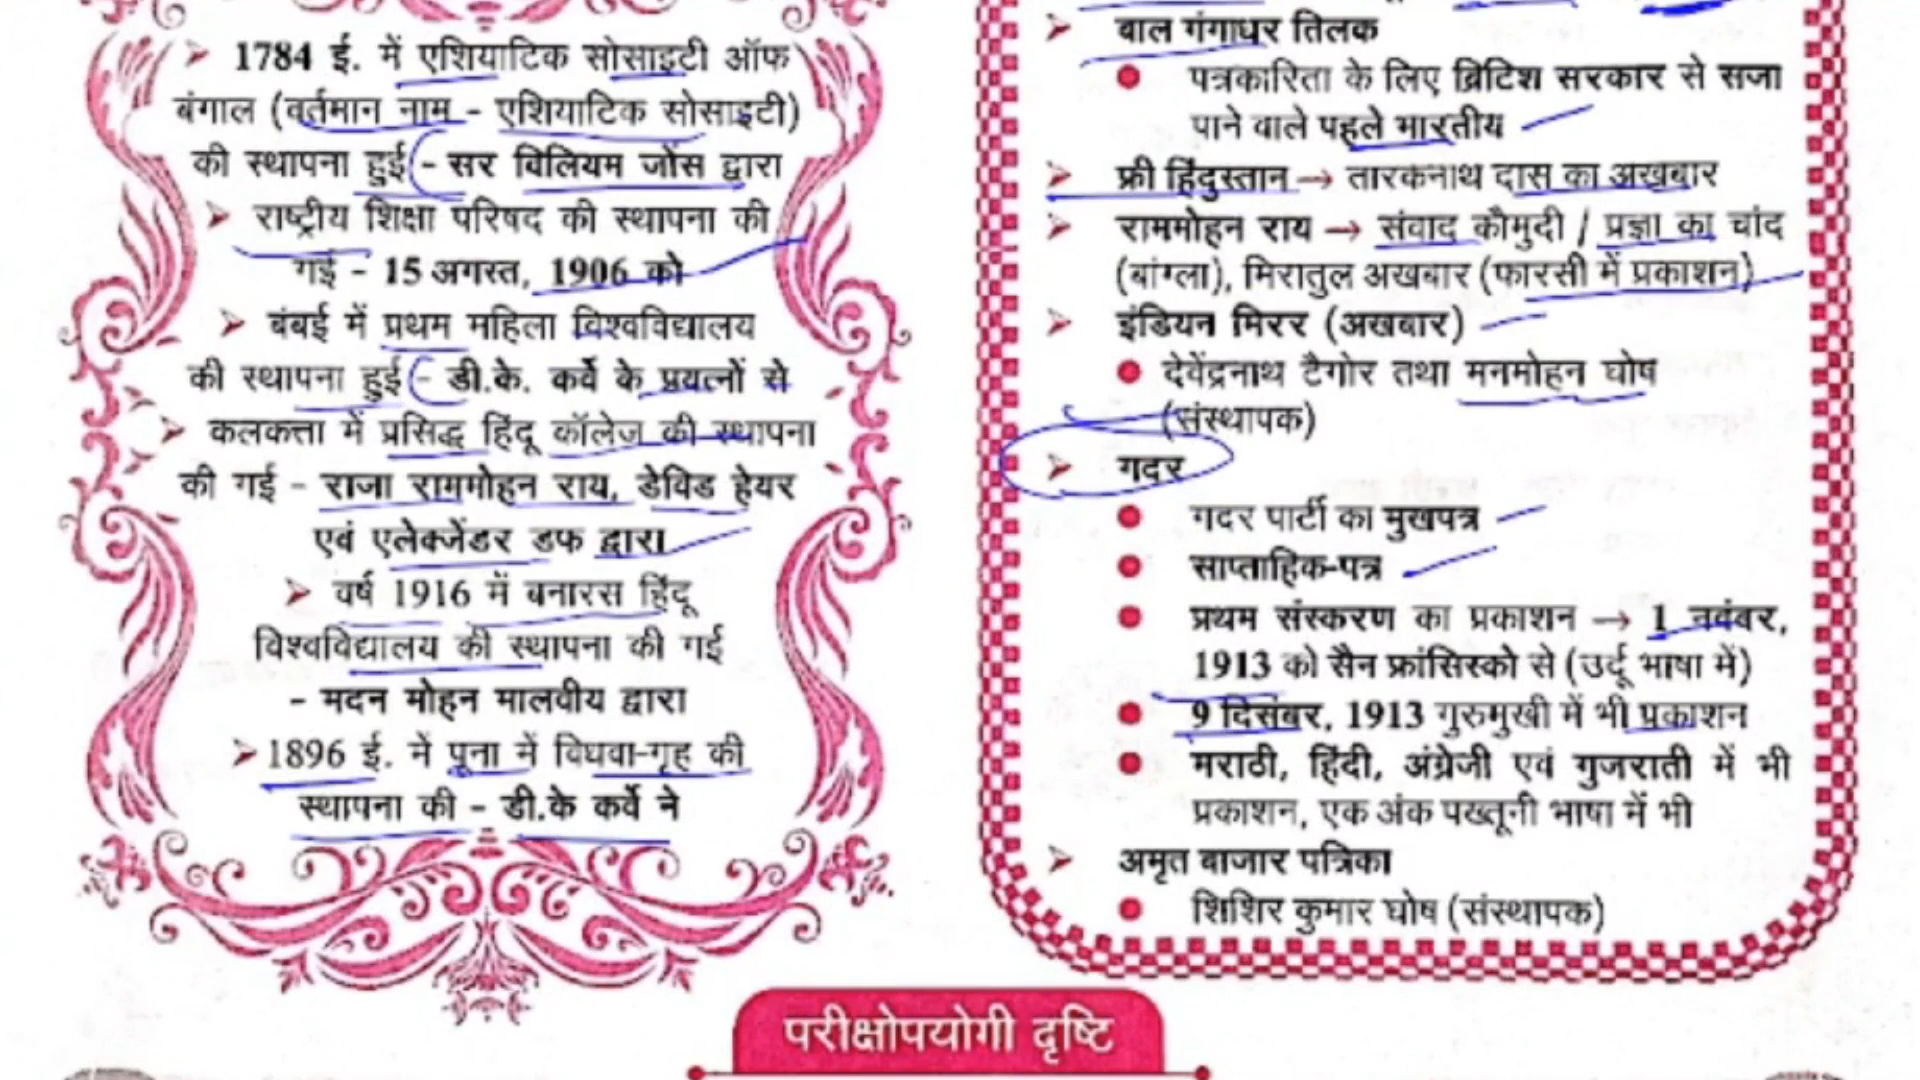 ➢ 1784 ई. में एशियाटिक सोसाइटी ऑफ
बंगाल (वर्तमान नाम - एशियाटिक सोसाइटी)
की स्थापना हुई - सर विलियम जोंस द्वारा
➢ राष्ट्रीय शिक्षा परिषद की स्थापना की
गई - 15 अगस्त, 1906 को
➢ बंबई में प्रथम महिला विश्वविद्यालय
की स्थापना हुई - डी.के. कर्वे के प्रयत्नों से
➢ कलकत्ता में प्रसिद्ध हिंदू कॉलेज की स्थापना
की गई - राजा राममोहन राय, डेविड हेयर
एवं एलेक्जेंडर डफ द्वारा
➢ वर्ष 1916 में बनारस हिंदू
विश्वविद्यालय की स्थापना की गई
- मदन मोहन मालवीय द्वारा
➢ 1896 ई. में पूना में विधवा-गृह की
स्थापना की - डी.के कर्वे ने
➢ बाल गंगाधर तिलक
● पत्रकारिता के लिए ब्रिटिश सरकार से सजा
पाने वाले पहले भारतीय
➢ फ्री हिंदुस्तान → तारकनाथ दास का अखबार
➢ राममोहन राय → संवाद कौमुदी / प्रज्ञा का चांद
(बांग्ला), मिरातुल अखबार (फारसी में प्रकाशन)
➢ इंडियन मिरर (अखबार)
● देवेंद्रनाथ टैगोर तथा मनमोहन घोष
(संस्थापक)
➢ गदर
● गदर पार्टी का मुखपत्र
● साप्ताहिक-पत्र
● प्रथम संस्करण का प्रकाशन → 1 नवंबर,
1913 को सैन फ्रांसिस्को से (उर्दू भाषा में)
● 9 दिसंबर, 1913 गुरुमुखी में भी प्रकाशन
● मराठी, हिंदी, अंग्रेजी एवं गुजराती में भी
प्रकाशन, एक अंक पख्तूनी भाषा में भी
➢ अमृत बाजार पत्रिका
● शिशिर कुमार घोष (संस्थापक)
परीक्षोपयोगी दृष्टि